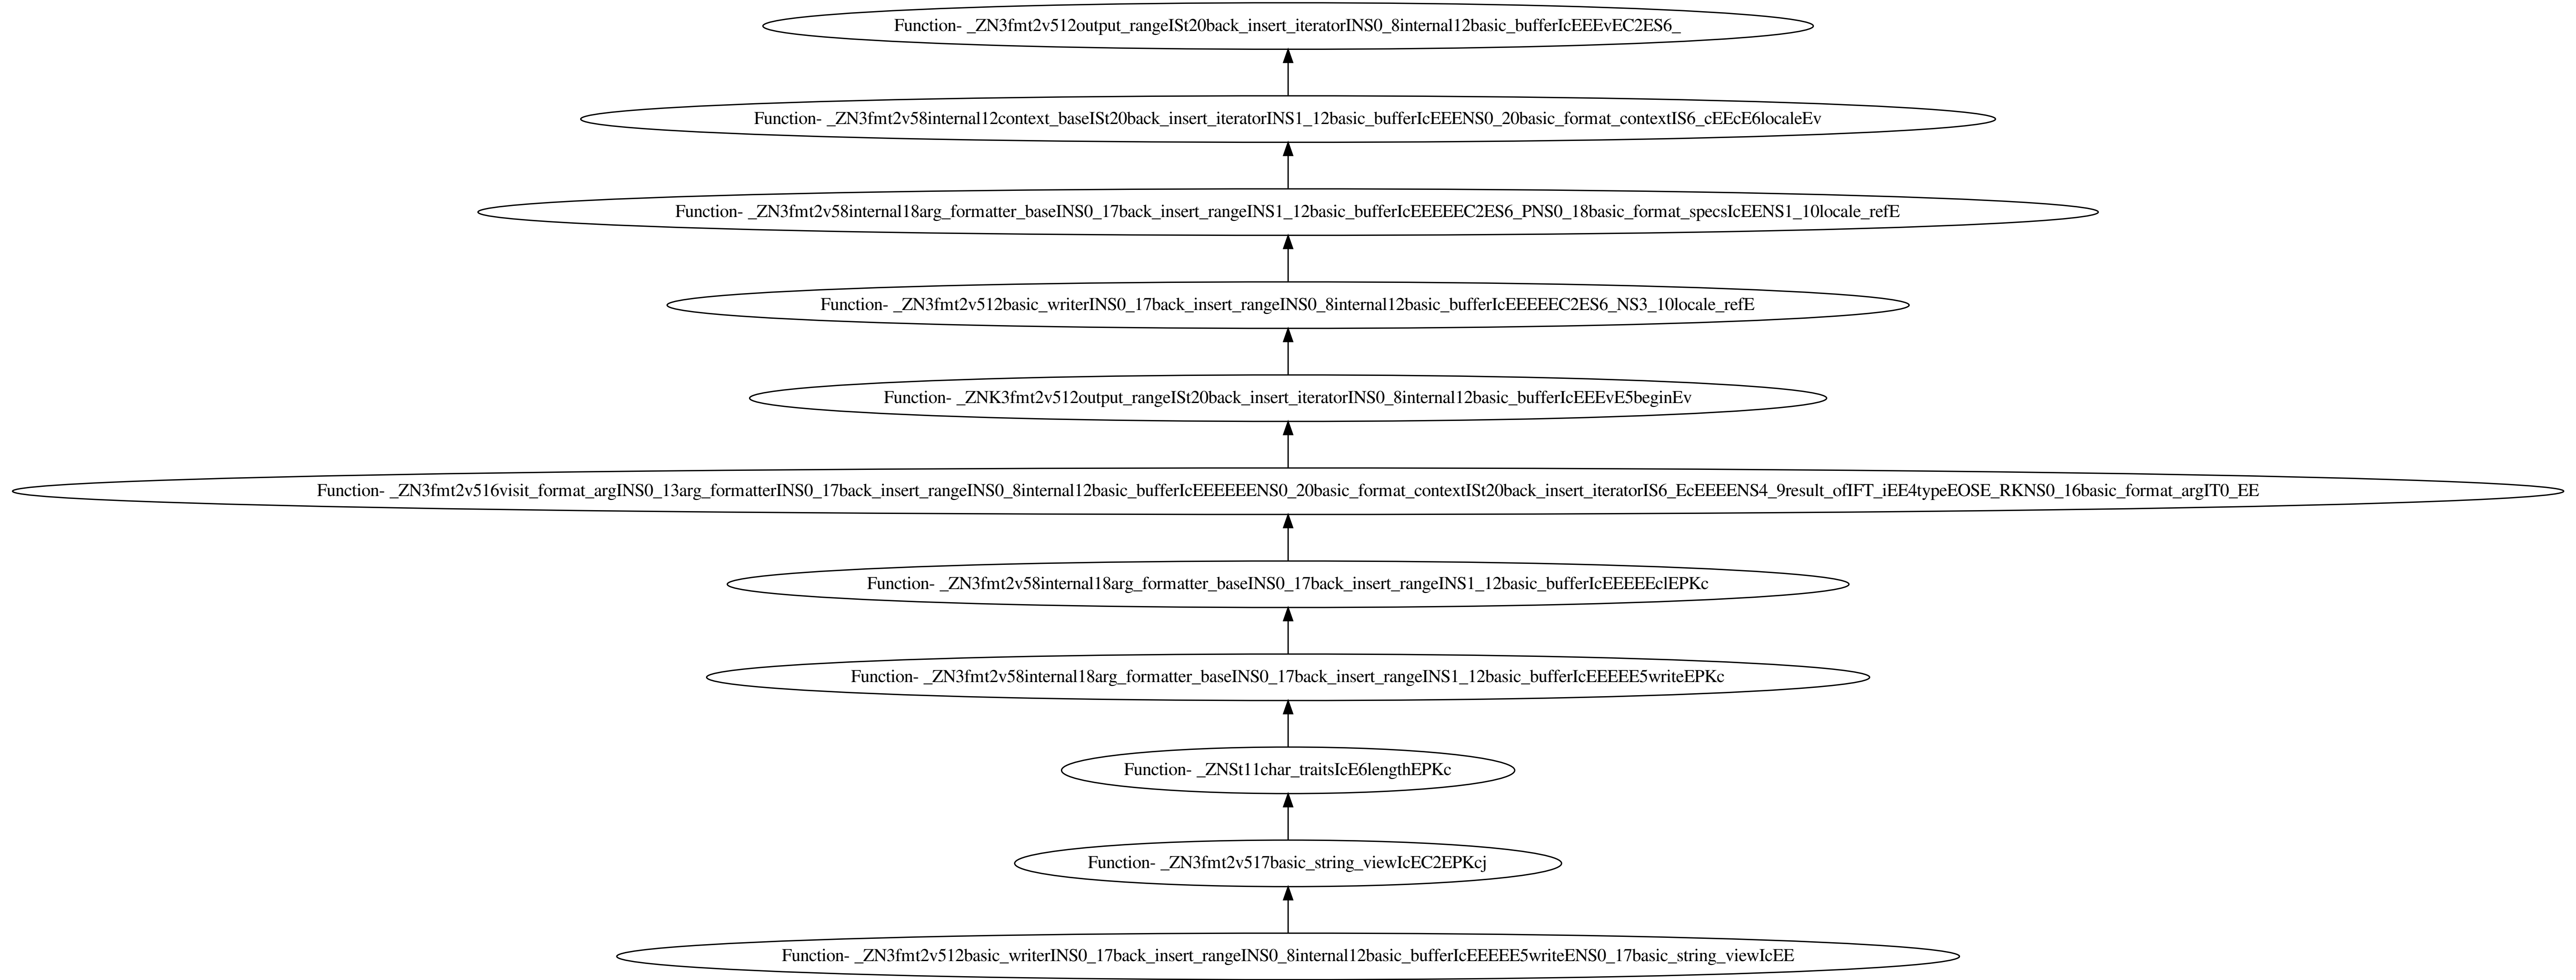 Function- _ZN3fmt2v512output_rangeISt20back_insert_iteratorINS0_8internal12basic_bufferIcEEEvEC2ES6_
Function- _ZN3fmt2v58internal12context_baseISt20back_insert_iteratorINS1_12basic_bufferIcEEENS0_20basic_format_contextIS6_cEEcE6localeEv
Function- _ZN3fmt2v58internal18arg_formatter_baseINS0_17back_insert_rangeINS1_12basic_bufferIcEEEEEC2ES6_PNS0_18basic_format_specsIcEENS1_10locale_refE
Function- _ZN3fmt2v512basic_writerINS0_17back_insert_rangeINS0_8internal12basic_bufferIcEEEEEC2ES6_NS3_10locale_refE
Function- _ZNK3fmt2v512output_rangeISt20back_insert_iteratorINS0_8internal12basic_bufferIcEEEvE5beginEv
Function- _ZN3fmt2v516visit_format_argINS0_13arg_formatterINS0_17back_insert_rangeINS0_8internal12basic_bufferIcEEEEEENS0_20basic_format_contextISt20back_insert_iteratorIS6_EcEEEENS4_9result_ofIFT_iEE4typeEOSE_RKNS0_16basic_format_argIT0_EE
Function- _ZN3fmt2v58internal18arg_formatter_baseINS0_17back_insert_rangeINS1_12basic_bufferIcEEEEEclEPKc
Function- _ZN3fmt2v58internal18arg_formatter_baseINS0_17back_insert_rangeINS1_12basic_bufferIcEEEEE5writeEPKc
Function- _ZNSt11char_traitsIcE6lengthEPKc
Function- _ZN3fmt2v517basic_string_viewIcEC2EPKcj
Function- _ZN3fmt2v512basic_writerINS0_17back_insert_rangeINS0_8internal12basic_bufferIcEEEEE5writeENS0_17basic_string_viewIcEE